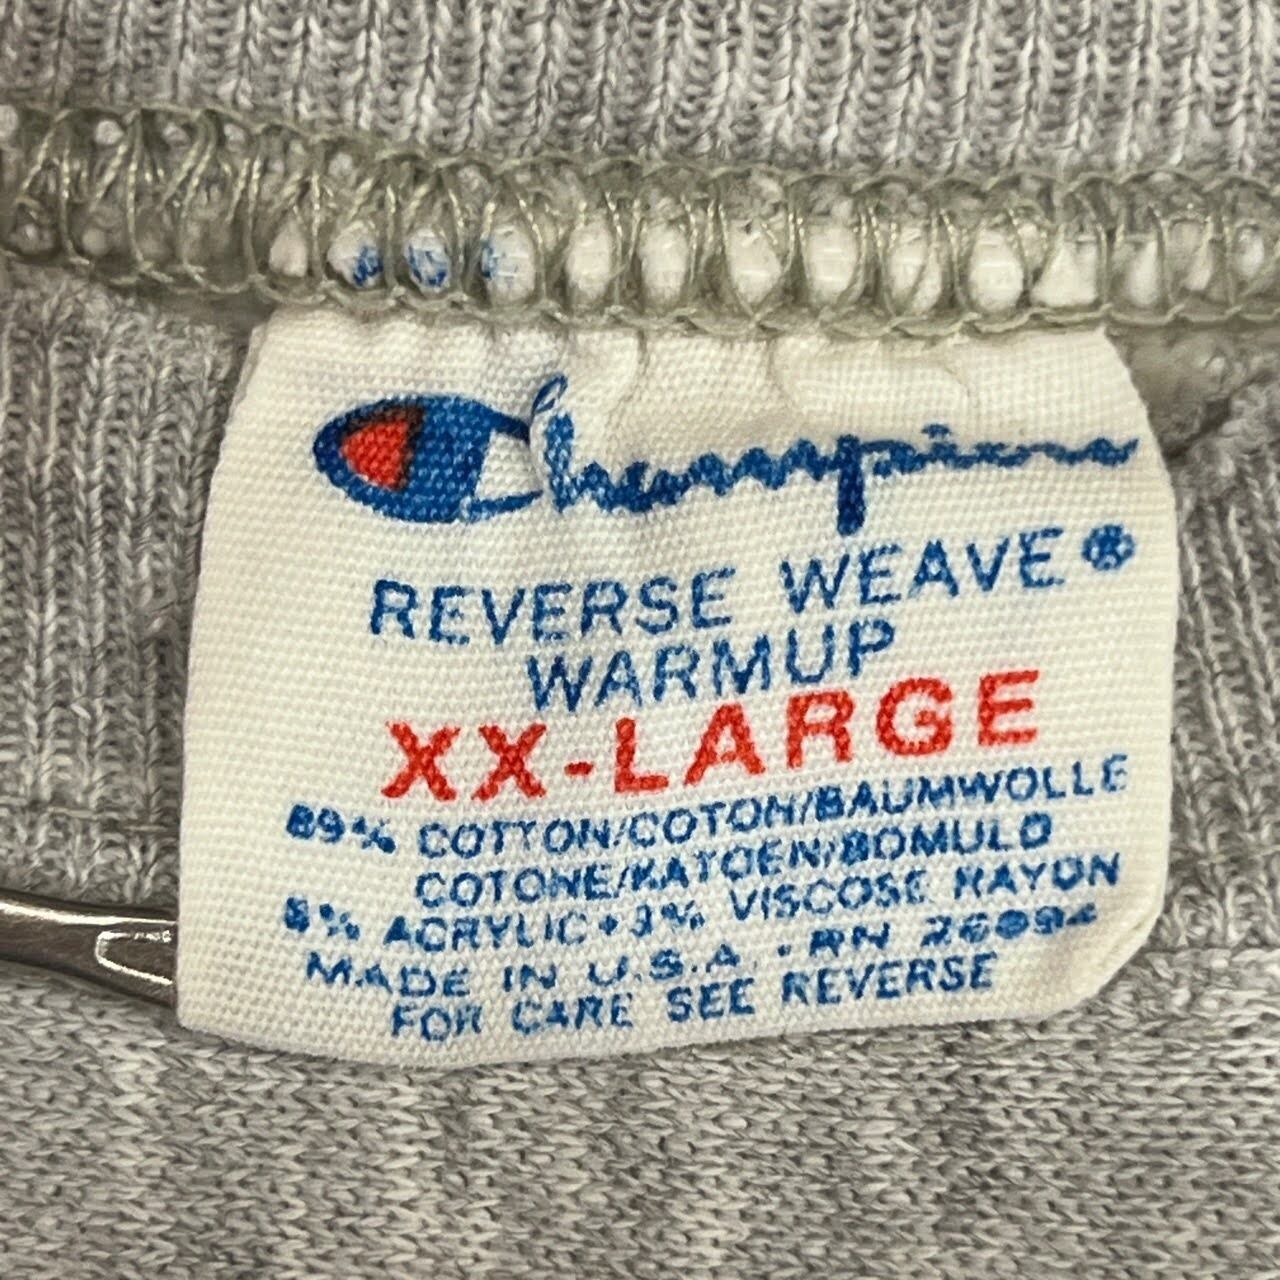 Champion
REVERSE WEAVE®
WARMUP
XX-LARGE
89% COTTON/COTON/BAUMWOLLE
COTONE/KATOEN/BOMULD
8% ACRYLIC • 3% VISCOSE RAYON
MADE IN U.S.A. • RN 26094
FOR CARE SEE REVERSE